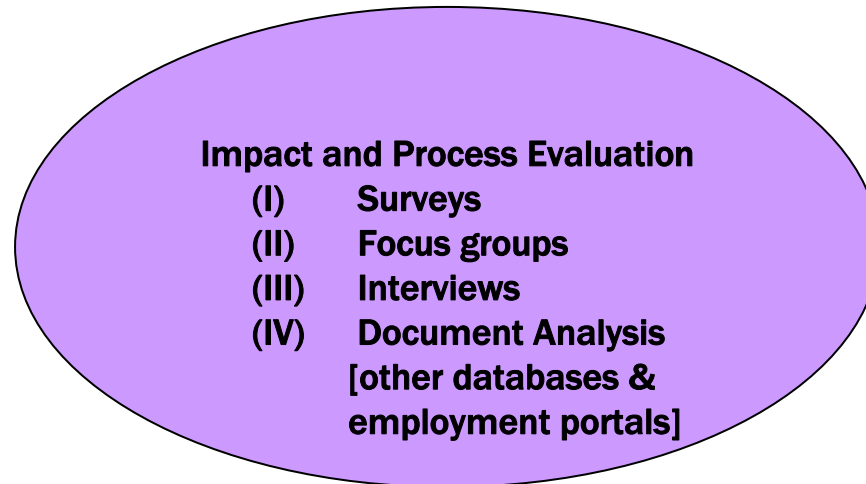 Impact and Process Evaluation
(I) Surveys
(II) Focus groups
(III) Interviews
(IV) Document Analysis
[other databases &
employment portals]